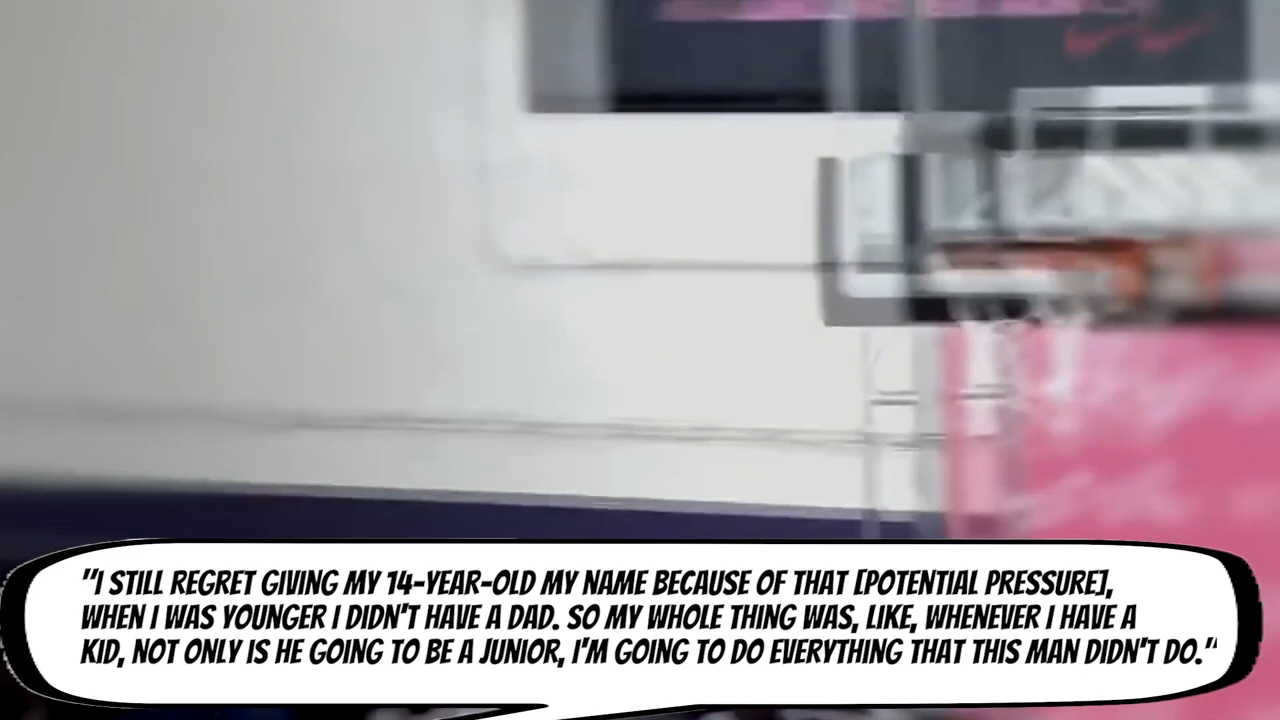 "I STILL REGRET GIVING MY 14-YEAR-OLD MY NAME BECAUSE OF THAT [POTENTIAL PRESSURE],
WHEN I WAS YOUNGER I DIDN'T HAVE A DAD. SO MY WHOLE THING WAS, LIKE, WHENEVER I HAVE A
KID, NOT ONLY IS HE GOING TO BE A JUNIOR, I'M GOING TO DO EVERYTHING THAT THIS MAN DIDN'T DO."